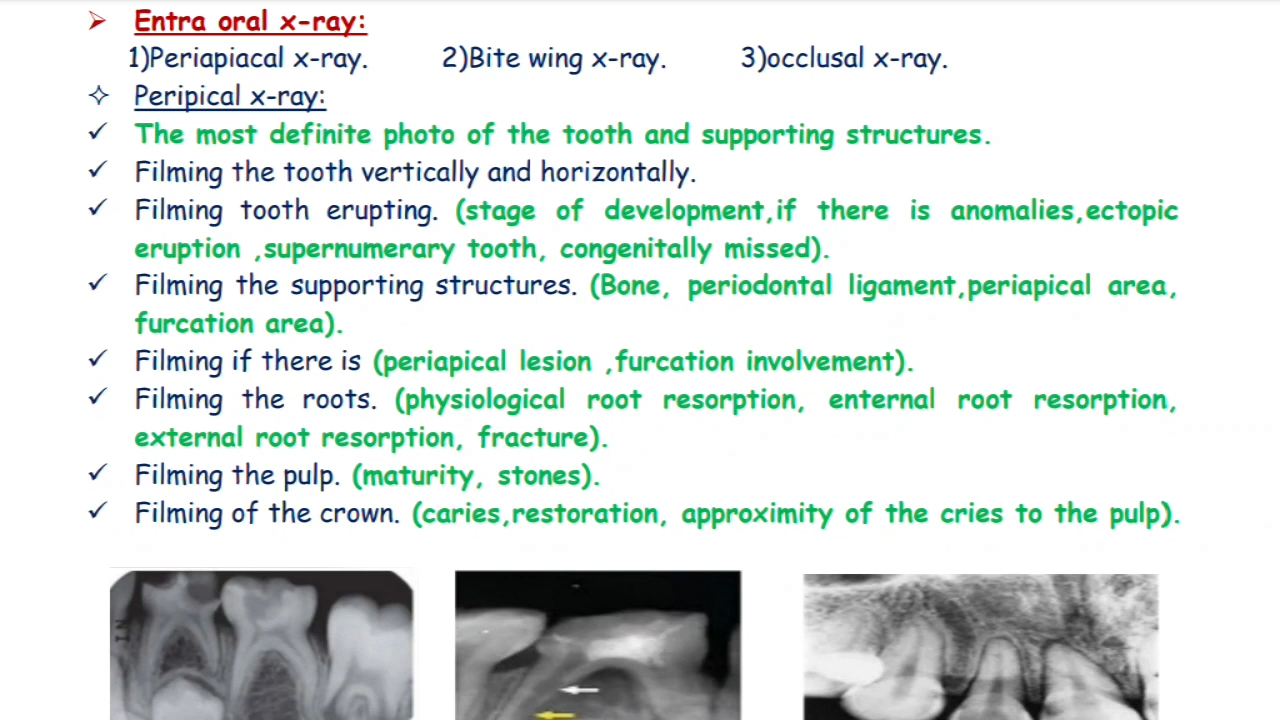 Entra oral x-ray:
1)Periapiacal x-ray. 2)Bite wing x-ray. 3)occlusal x-ray.
Peripical x-ray:
The most definite photo of the tooth and supporting structures.
Filming the tooth vertically and horizontally.
Filming tooth erupting. (stage of development,if there is anomalies,ectopic
eruption ,supernumerary tooth, congenitally missed).
Filming the supporting structures. (Bone, periodontal ligament,periapical area,
furcation area).
Filming if there is (periapical lesion ,furcation involvement).
Filming the roots. (physiological root resorption, enternal root resorption,
external root resorption, fracture).
Filming the pulp. (maturity, stones).
Filming of the crown. (caries,restoration, approximity of the cries to the pulp).